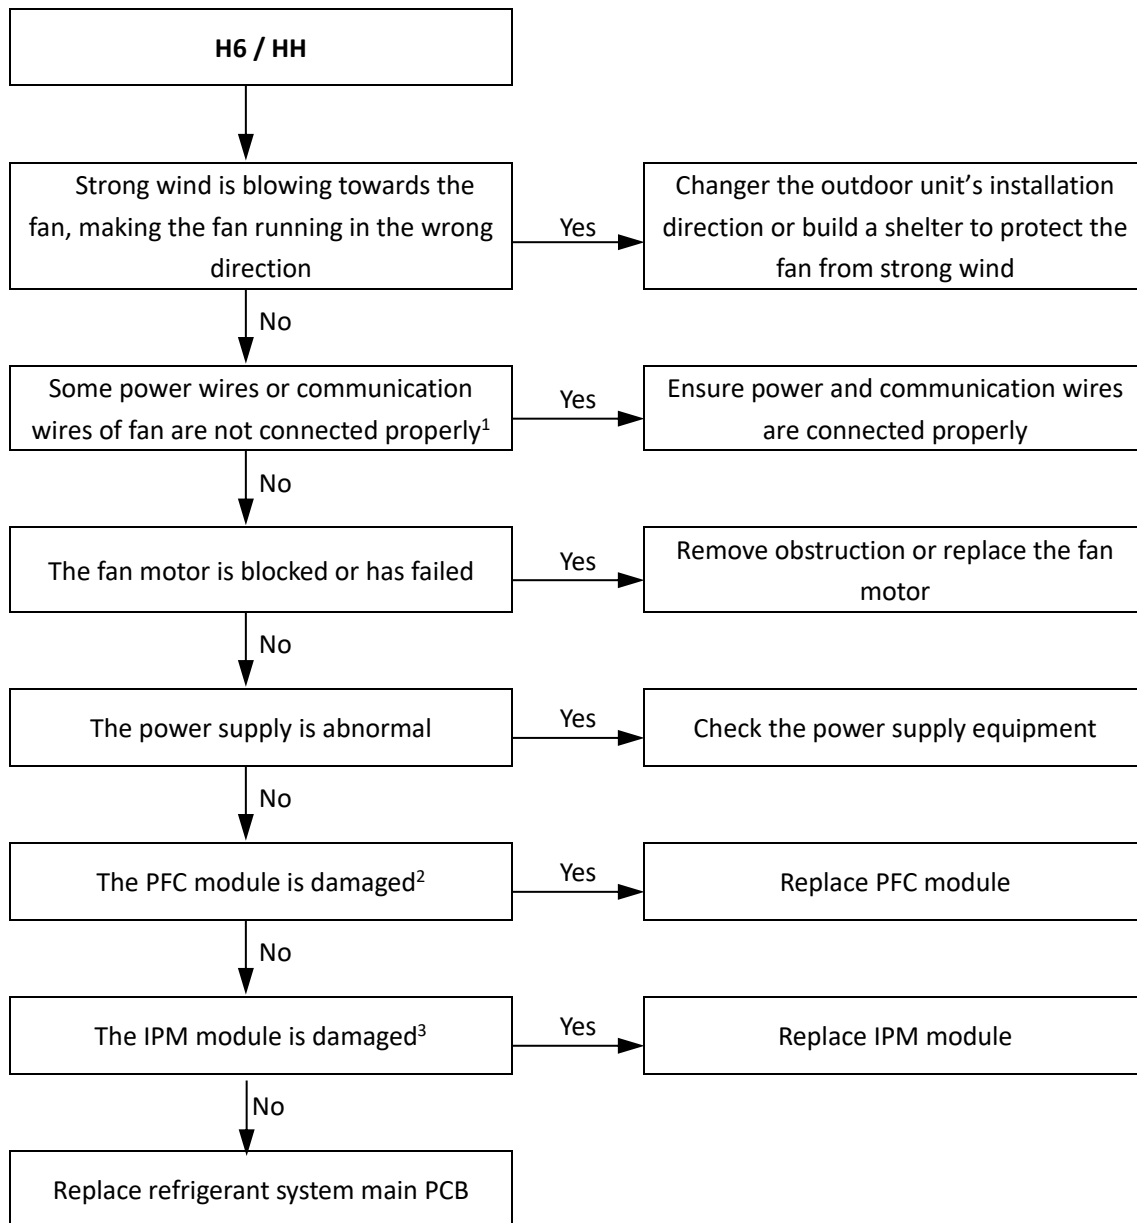 H6 / HH
Strong wind is blowing towards the
fan, making the fan running in the wrong
direction
Yes
Changer the outdoor unit’s installation
direction or build a shelter to protect the
fan from strong wind
No
Some power wires or communication
wires of fan are not connected properly1
Yes
Ensure power and communication wires
are connected properly
No
The fan motor is blocked or has failed
Yes
Remove obstruction or replace the fan
motor
No
The power supply is abnormal
Yes
Check the power supply equipment
No
The PFC module is damaged2
Yes
Replace PFC module
No
The IPM module is damaged3
Yes
Replace IPM module
No
Replace refrigerant system main PCB